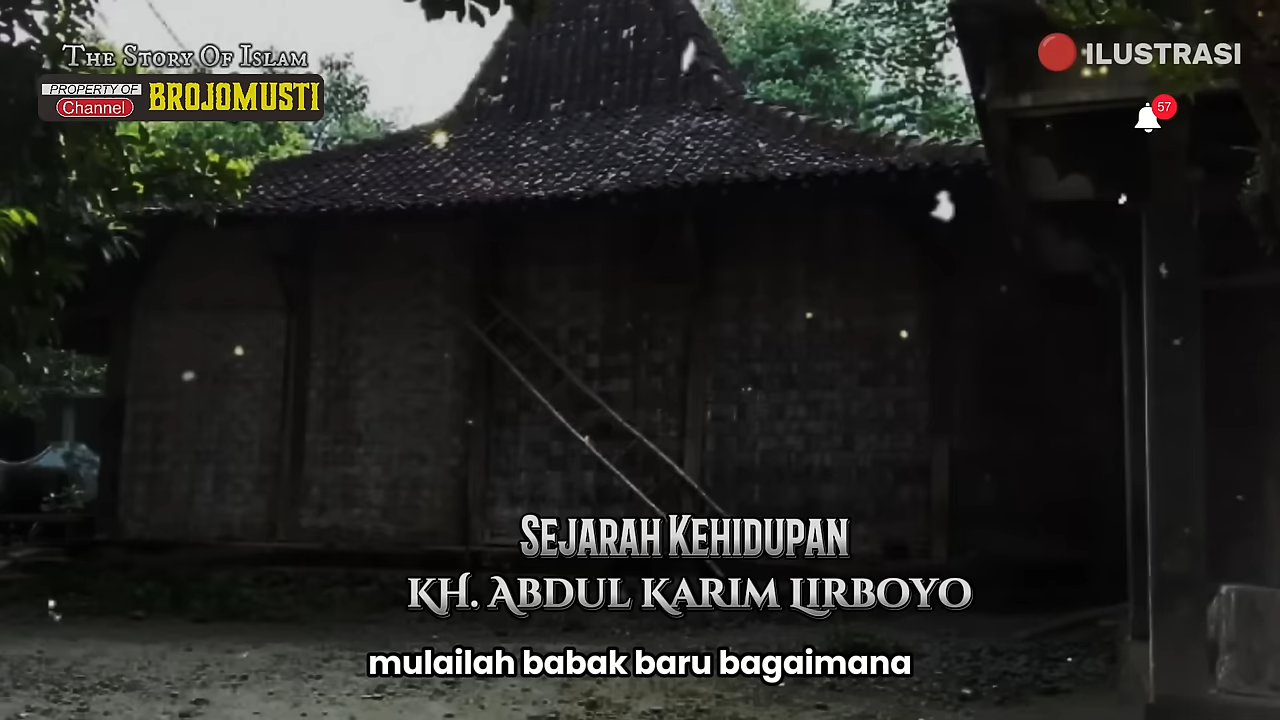 The Story Of Islam
PROPERTY OF
Channel
BROJOMUSTI
ILUSTRASI
57
Sejarah Kehidupan
KH. Abdul Karim Lirboyo
mulailah babak baru bagaimana